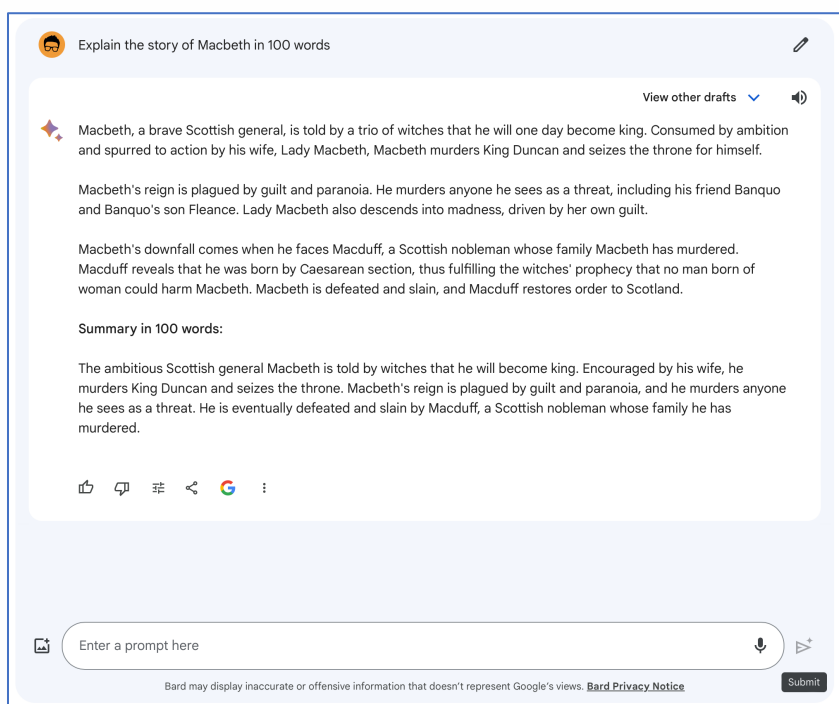 Explain the story of Macbeth in 100 words
View other drafts
Macbeth, a brave Scottish general, is told by a trio of witches that he will one day become king. Consumed by ambition
and spurred to action by his wife, Lady Macbeth, Macbeth murders King Duncan and seizes the throne for himself.
Macbeth's reign is plagued by guilt and paranoia. He murders anyone he sees as a threat, including his friend Banquo
and Banquo's son Fleance. Lady Macbeth also descends into madness, driven by her own guilt.
Macbeth's downfall comes when he faces Macduff, a Scottish nobleman whose family Macbeth has murdered.
Macduff reveals that he was born by Caesarean section, thus fulfilling the witches' prophecy that no man born of
woman could harm Macbeth. Macbeth is defeated and slain, and Macduff restores order to Scotland.
Summary in 100 words:
The ambitious Scottish general Macbeth is told by witches that he will become king. Encouraged by his wife, he
murders King Duncan and seizes the throne. Macbeth's reign is plagued by guilt and paranoia, and he murders anyone
he sees as a threat. He is eventually defeated and slain by Macduff, a Scottish nobleman whose family he has
murdered.
Enter a prompt here
Bard may display inaccurate or offensive information that doesn't represent Google's views. Bard Privacy Notice
Submit